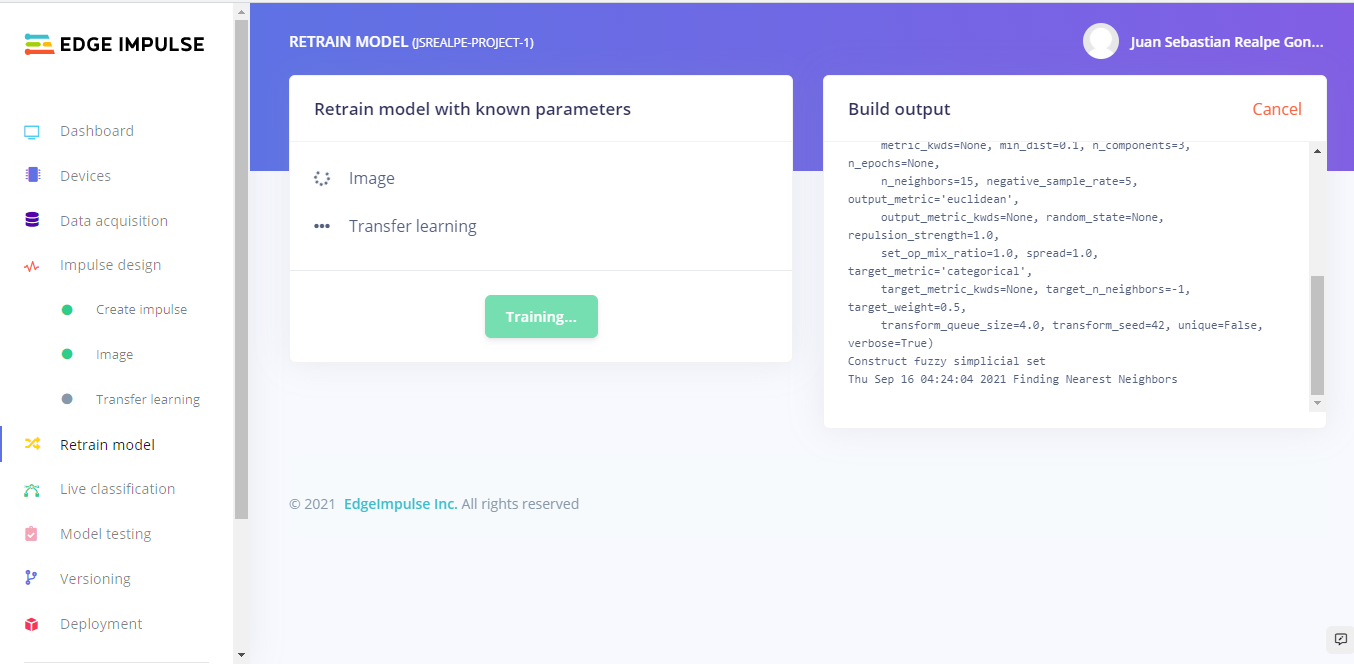 EDGE IMPULSE
Dashboard
Devices
Data acquisition
Impulse design
Create impulse
Image
Transfer learning
Retrain model
Live classification
Model testing
Versioning
Deployment
RETRAIN MODEL (JSREALPE-PROJECT-1)
Juan Sebastian Realpe Gon...
Retrain model with known parameters
Image
Transfer learning
Training...
Build output
Cancel
metric_kwds=None, min_dist=0.1, n_components=3,
n_epochs=None,
n_neighbors=15, negative_sample_rate=5,
output_metric='euclidean',
output_metric_kwds=None, random_state=None,
repulsion_strength=1.0,
set_op_mix_ratio=1.0, spread=1.0,
target_metric='categorical',
target_metric_kwds=None, target_n_neighbors=-1,
target_weight=0.5,
transform_queue_size=4.0, transform_seed=42, unique=False,
verbose=True)
Construct fuzzy simplicial set
Thu Sep 16 04:24:04 2021 Finding Nearest Neighbors
© 2021 EdgeImpulse Inc. All rights reserved